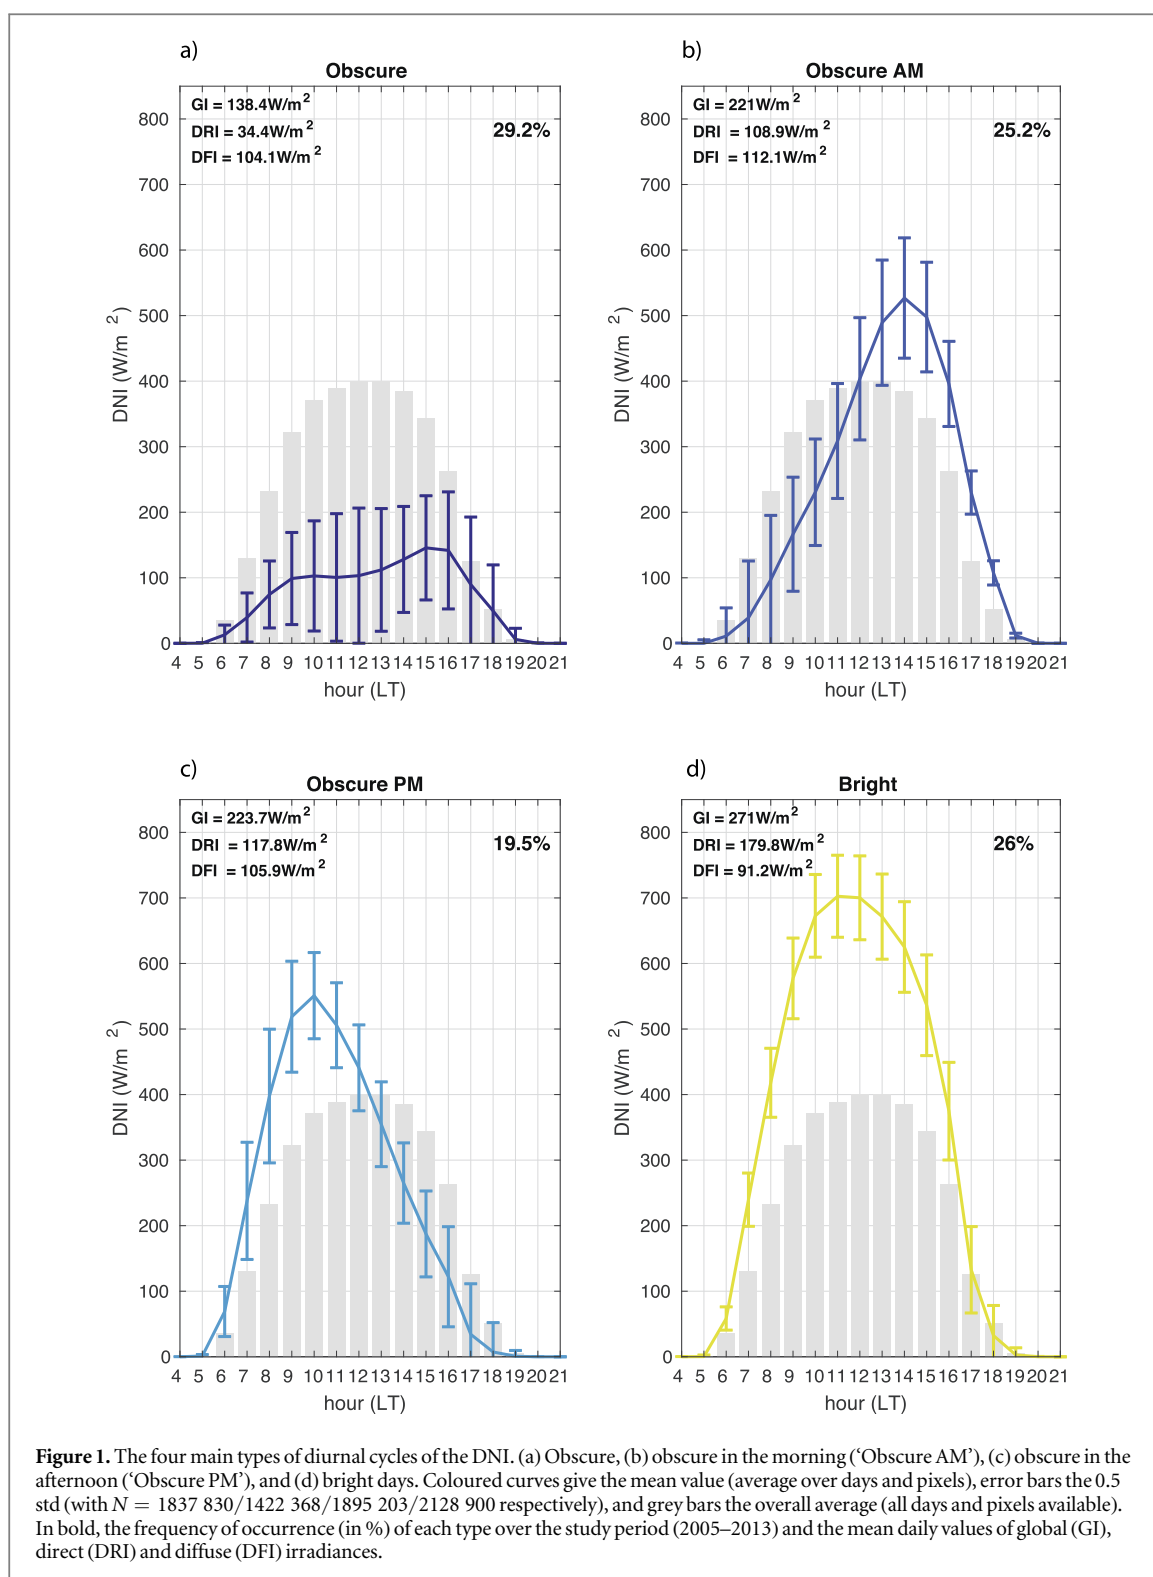 a)
Obscure
GI = 138.4W/m²
DRI = 34.4W/m²
DFI = 104.1W/m²
29.2%
800
700
600
500
400
300
200
100
0
DNI (W/m ²)
4 5 6 7 8 9 10 11 12 13 14 15 16 17 18 19 20 21
hour (LT)
b)
Obscure AM
GI = 221W/m²
DRI = 108.9W/m²
DFI = 112.1W/m²
25.2%
800
700
600
500
400
300
200
100
0
DNI (W/m ²)
4 5 6 7 8 9 10 11 12 13 14 15 16 17 18 19 20 21
hour (LT)
c)
Obscure PM
GI = 223.7W/m²
DRI = 117.8W/m²
DFI = 105.9W/m²
19.5%
800
700
600
500
400
300
200
100
0
DNI (W/m ²)
4 5 6 7 8 9 10 11 12 13 14 15 16 17 18 19 20 21
hour (LT)
d)
Bright
GI = 271W/m²
DRI = 179.8W/m²
DFI = 91.2W/m²
26%
800
700
600
500
400
300
200
100
0
DNI (W/m ²)
4 5 6 7 8 9 10 11 12 13 14 15 16 17 18 19 20 21
hour (LT)
Figure 1. The four main types of diurnal cycles of the DNI. (a) Obscure, (b) obscure in the morning (‘Obscure AM’), (c) obscure in the
afternoon (‘Obscure PM’), and (d) bright days. Coloured curves give the mean value (average over days and pixels), error bars the 0.5
std (with N = 1837 830/1422 368/1895 203/2128 900 respectively), and grey bars the overall average (all days and pixels available).
In bold, the frequency of occurrence (in %) of each type over the study period (2005–2013) and the mean daily values of global (GI),
direct (DRI) and diffuse (DFI) irradiances.